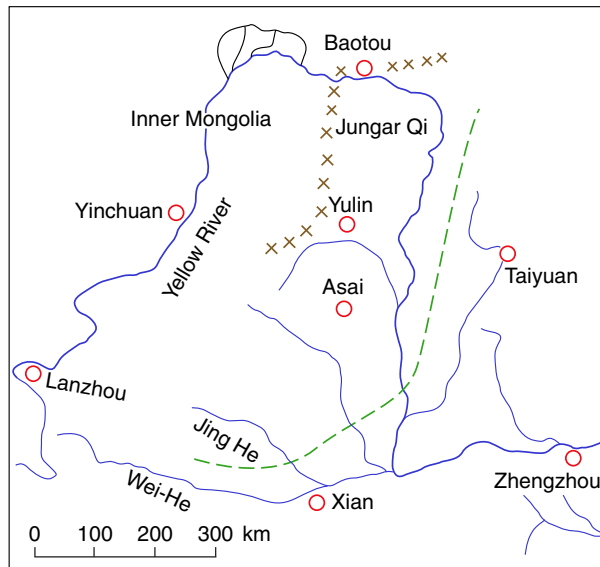 Baotou
Inner Mongolia
Jungar Qi
Yinchuan
Yulin
Yellow River
Taiyuan
Asai
Lanzhou
Jing He
Wei-He
Zhengzhou
Xian
0 100 200 300 km